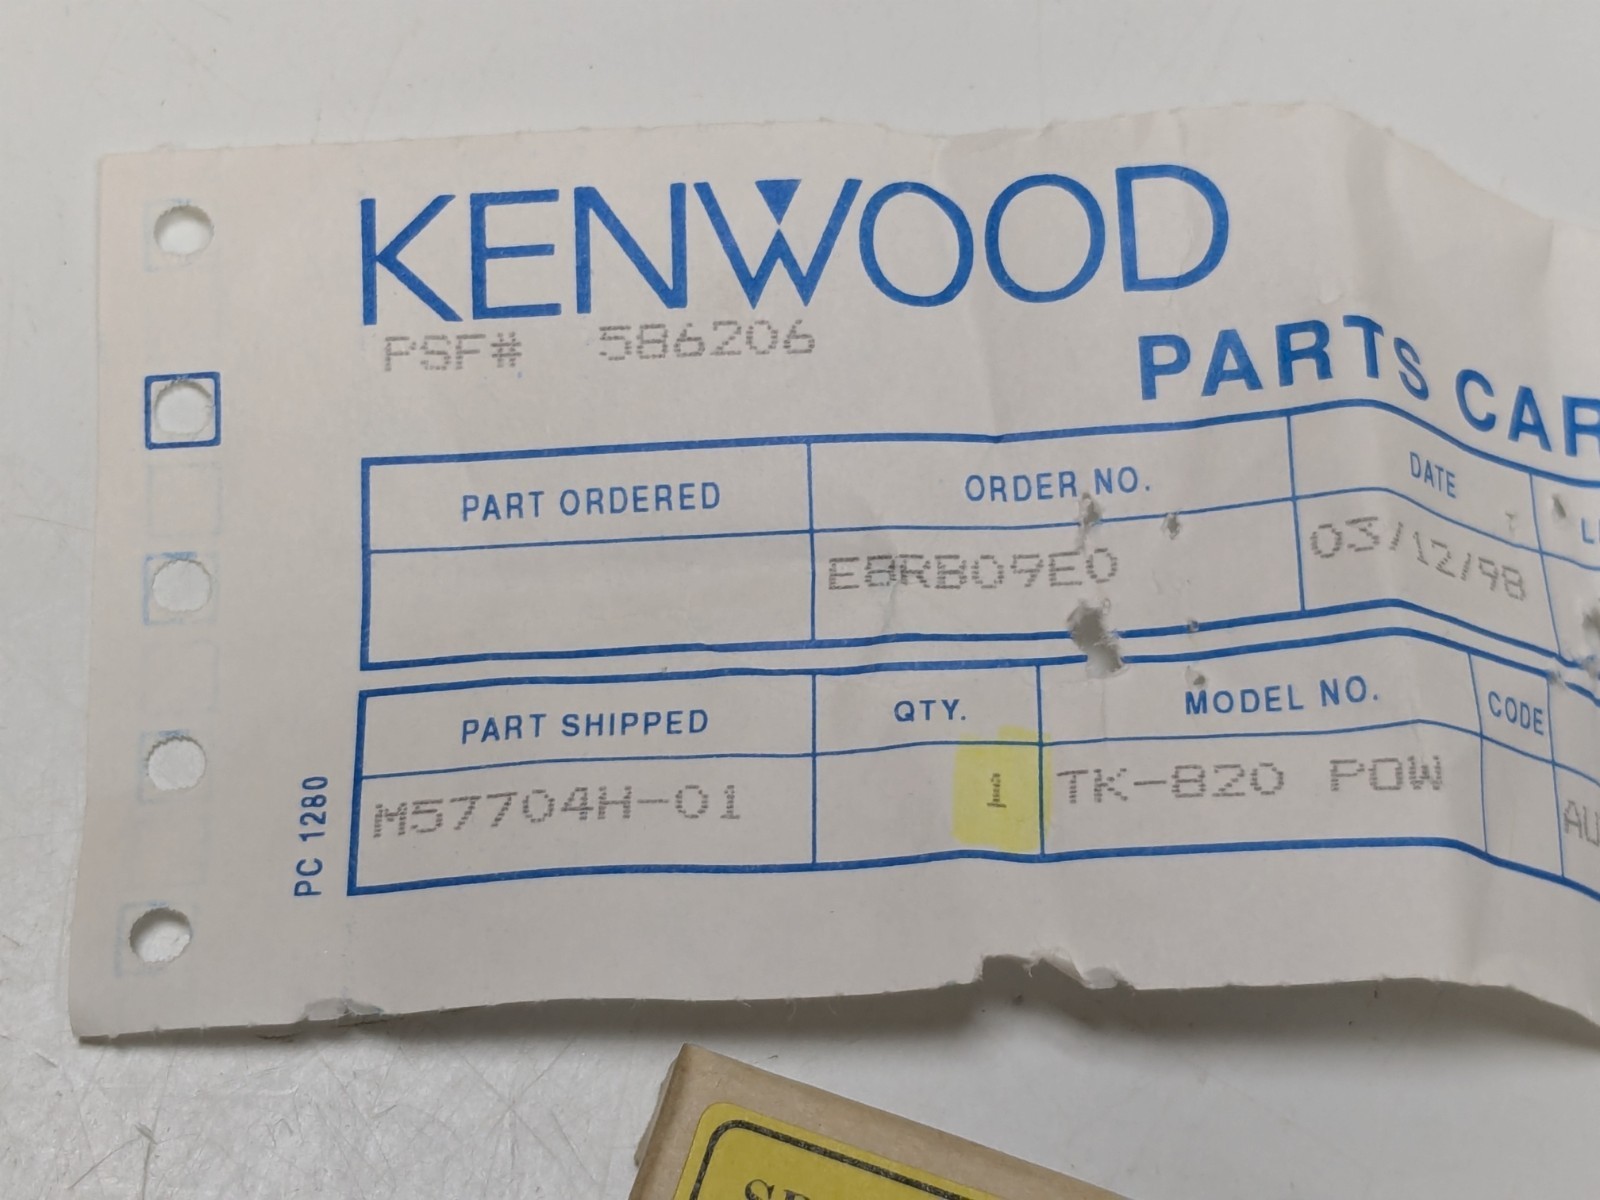 KENWOOD
PSF# 586206
PARTS CAR
PART ORDERED ORDER NO. DATE
E8RB09E0 03/12/98
PART SHIPPED QTY. MODEL NO. CODE
M57704H-01 1 TK-820 POW AU
PC 1280